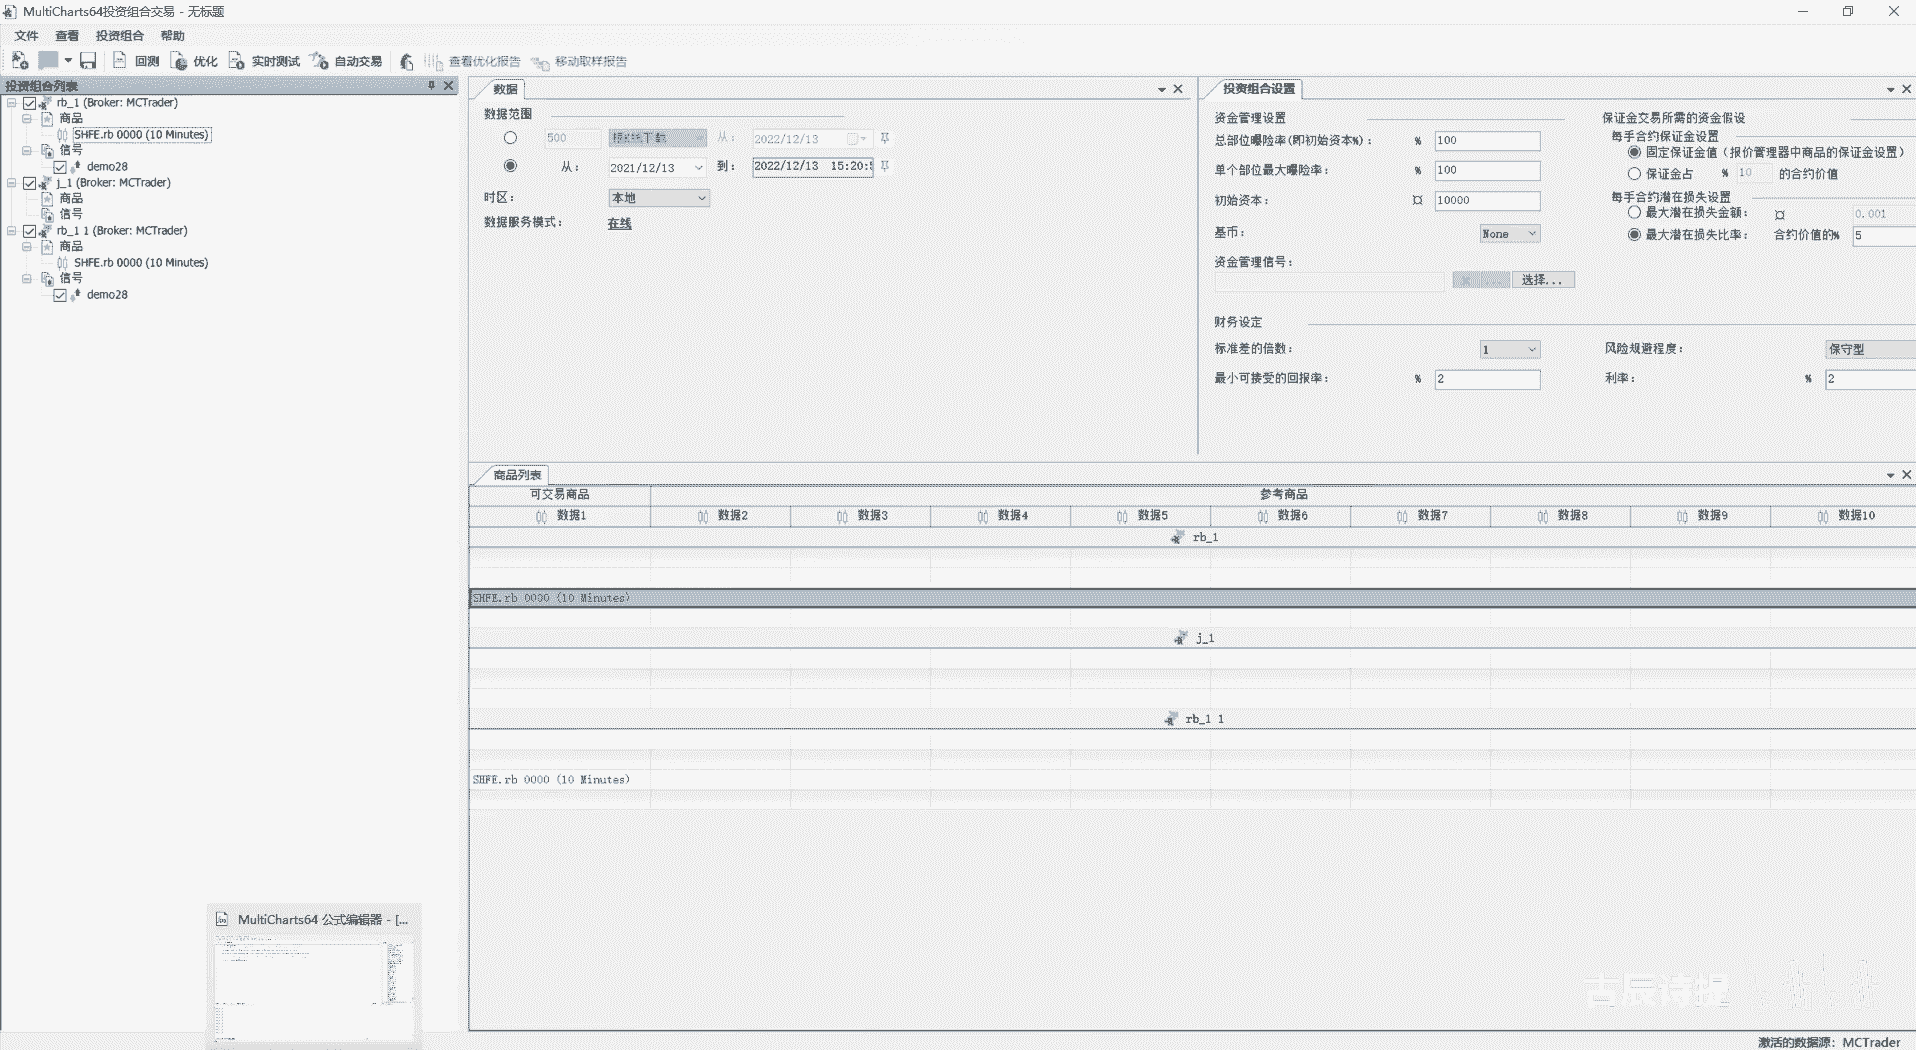 MultiCharts64投资组合交易 - 无标题
文件 查看 投资组合 帮助
回测 优化 实时测试 自动交易 查看优化报告 移动取样报告
投资组合列表
rb_1 (Broker: MCTrader)
商品
SHFE.rb 0000 (10 Minutes)
信号
demo28
j_1 (Broker: MCTrader)
商品
信号
rb_1 1 (Broker: MCTrader)
商品
SHFE.rb 0000 (10 Minutes)
信号
demo28
数据
数据范围
500 从: 2022/12/13
从: 2021/12/13 到: 2022/12/13 15:20:5
时区: 本地
数据服务模式: 在线
投资组合设置
资金管理设置
总部位曝险率(即初始资本%): % 100
单个部位最大曝险率: % 100
初始资本: ¤ 10000
基币: None
资金管理信号:
选择...
保证金交易所需的资金假设
每手合约保证金设置
固定保证金值(报价管理器中商品的保证金设置)
保证金占 % 10 的合约价值
每手合约潜在损失设置
最大潜在损失金额: ¤ 0.001
最大潜在损失比率: 合约价值的% 5
财务设定
标准差的倍数: 1 风险规避程度: 保守型
最小可接受的回报率: % 2 利率: % 2
商品列表
可交易商品 参考商品
数据1 数据2 数据3 数据4 数据5 数据6 数据7 数据8 数据9 数据10
rb_1
SHFE.rb 0000 (10 Minutes)
j_1
rb_1 1
SHFE.rb 0000 (10 Minutes)
MultiCharts64 公式编辑器 - [...
激活的数据源: MCTrader